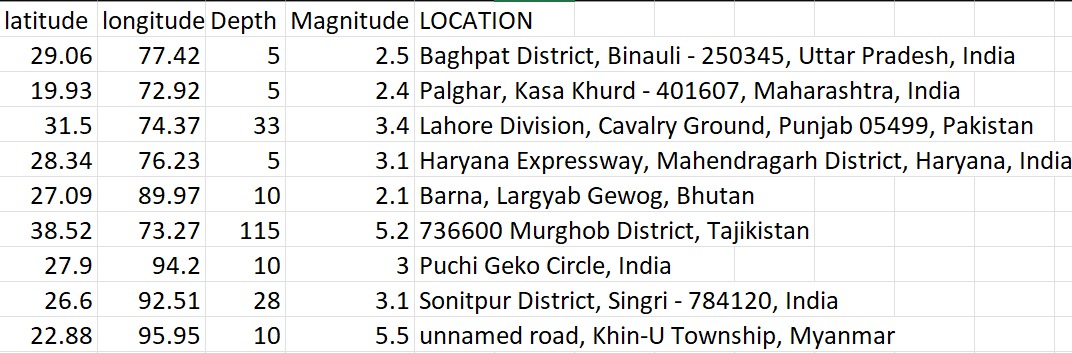 latitude longitude Depth Magnitude LOCATION
29.06 77.42 5 2.5 Baghpat District, Binauli - 250345, Uttar Pradesh, India
19.93 72.92 5 2.4 Palghar, Kasa Khurd - 401607, Maharashtra, India
31.5 74.37 33 3.4 Lahore Division, Cavalry Ground, Punjab 05499, Pakistan
28.34 76.23 5 3.1 Haryana Expressway, Mahendragarh District, Haryana, India
27.09 89.97 10 2.1 Barna, Largyab Gewog, Bhutan
38.52 73.27 115 5.2 736600 Murghob District, Tajikistan
27.9 94.2 10 3 Puchi Geko Circle, India
26.6 92.51 28 3.1 Sonitpur District, Singri - 784120, India
22.88 95.95 10 5.5 unnamed road, Khin-U Township, Myanmar